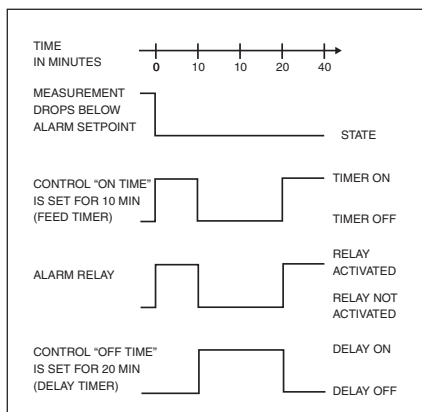 TIME
IN MINUTES
0 10 10 20 40
MEASUREMENT
DROPS BELOW
ALARM SETPOINT
STATE
CONTROL “ON TIME”
IS SET FOR 10 MIN
(FEED TIMER)
TIMER ON
TIMER OFF
ALARM RELAY
RELAY
ACTIVATED
RELAY NOT
ACTIVATED
CONTROL “OFF TIME”
IS SET FOR 20 MIN
(DELAY TIMER)
DELAY ON
DELAY OFF